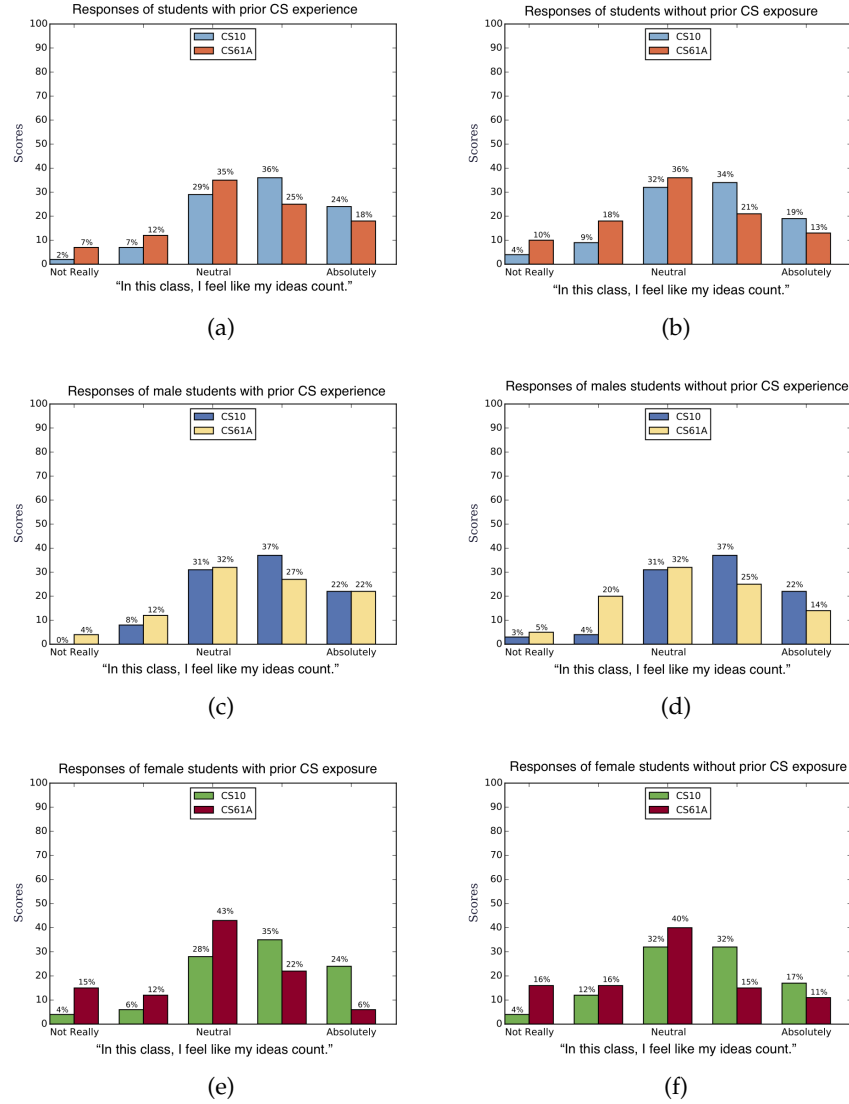 Responses of students with prior CS experience
CS10
CS61A
Scores
100
90
80
70
60
50
40
30
20
10
0
2%
7%
7%
12%
29%
35%
36%
25%
24%
18%
Not Really
Neutral
Absolutely
“In this class, I feel like my ideas count.”
(a)
Responses of students without prior CS exposure
CS10
CS61A
Scores
100
90
80
70
60
50
40
30
20
10
0
4%
10%
9%
18%
32%
36%
34%
21%
19%
13%
Not Really
Neutral
Absolutely
“In this class, I feel like my ideas count.”
(b)
Responses of male students with prior CS experience
CS10
CS61A
Scores
100
90
80
70
60
50
40
30
20
10
0
0%
4%
8%
12%
31%
32%
37%
27%
22%
22%
Not Really
Neutral
Absolutely
“In this class, I feel like my ideas count.”
(c)
Responses of males students without prior CS experience
CS10
CS61A
Scores
100
90
80
70
60
50
40
30
20
10
0
3%
5%
4%
20%
31%
32%
37%
25%
22%
14%
Not Really
Neutral
Absolutely
“In this class, I feel like my ideas count.”
(d)
Responses of female students with prior CS exposure
CS10
CS61A
Scores
100
90
80
70
60
50
40
30
20
10
0
4%
15%
6%
12%
28%
43%
35%
22%
24%
6%
Not Really
Neutral
Absolutely
“In this class, I feel like my ideas count.”
(e)
Responses of female students without prior CS exposure
CS10
CS61A
Scores
100
90
80
70
60
50
40
30
20
10
0
4%
16%
12%
16%
32%
40%
32%
15%
17%
11%
Not Really
Neutral
Absolutely
“In this class, I feel like my ideas count.”
(f)